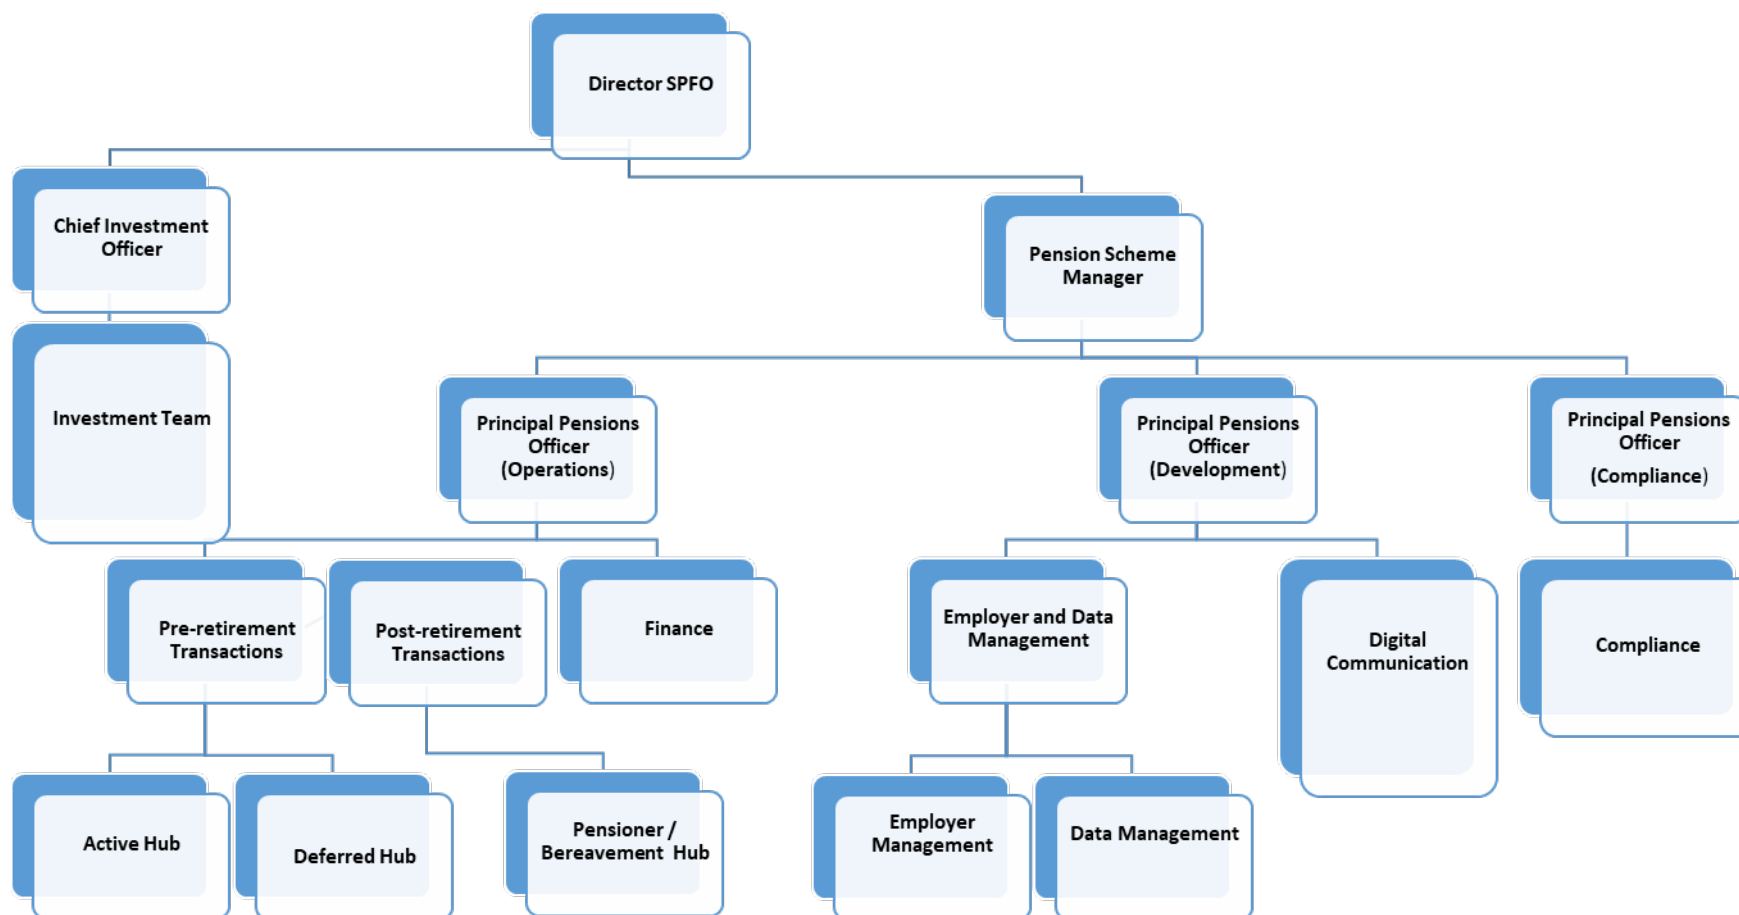 Director SPFO
Chief Investment
Officer
Pension Scheme
Manager
Investment Team
Principal Pensions
Officer
(Operations)
Principal Pensions
Officer
(Development)
Principal Pensions
Officer
(Compliance)
Pre-retirement
Transactions
Post-retirement
Transactions
Finance
Employer and Data
Management
Digital
Communication
Compliance
Active Hub
Deferred Hub
Pensioner /
Bereavement Hub
Employer
Management
Data Management